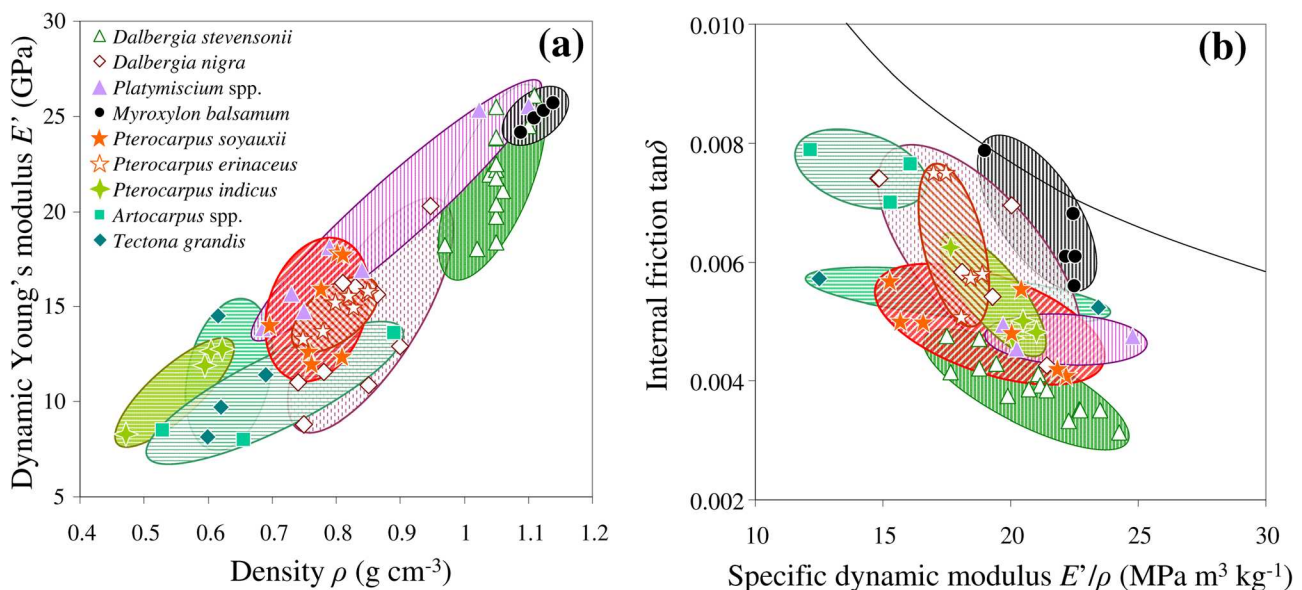 (a)
Dynamic Young's modulus E' (GPa)
30
25
20
15
10
5
Dalbergia stevensonii
Dalbergia nigra
Platymiscium spp.
Myroxylon balsamum
Pterocarpus soyauxii
Pterocarpus erinaceus
Pterocarpus indicus
Artocarpus spp.
Tectona grandis
0.4 0.5 0.6 0.7 0.8 0.9 1 1.1 1.2
Density ρ (g cm-3)
(b)
Internal friction tanδ
0.010
0.008
0.006
0.004
0.002
10 15 20 25 30
Specific dynamic modulus E'/ρ (MPa m3 kg-1)